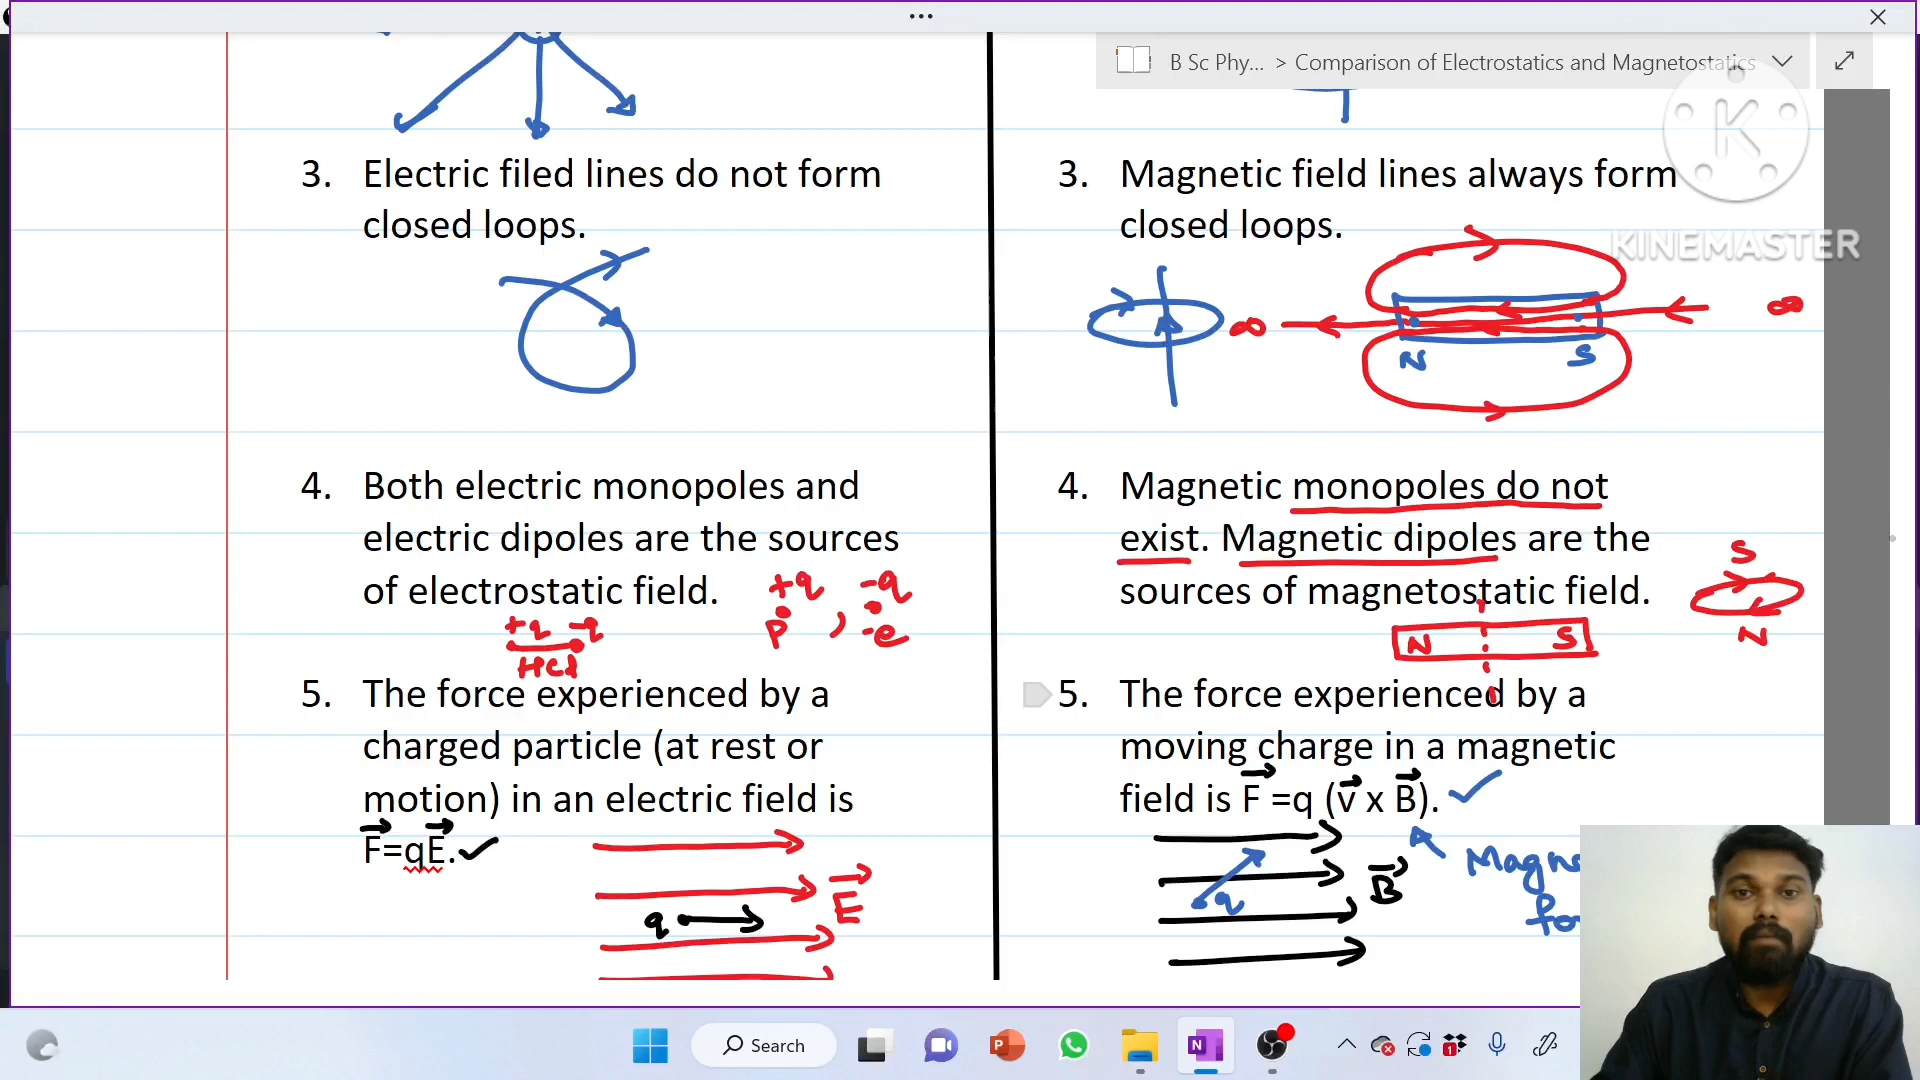 B Sc Phy... > Comparison of Electrostatics and Magnetostatics
K
KINEMASTER
3. Electric filed lines do not form
closed loops.
4. Both electric monopoles and
electric dipoles are the sources
of electrostatic field.
+q -q
P , -e
+q -q
HCl
5. The force experienced by a
charged particle (at rest or
motion) in an electric field is
F=qE.
E
q
3. Magnetic field lines always form
closed loops.
∞ ∞
N S
4. Magnetic monopoles do not
exist. Magnetic dipoles are the
sources of magnetostatic field.
S
N
N S
5. The force experienced by a
moving charge in a magnetic
field is F =q (v x B).
B
q
Search
P
N
1